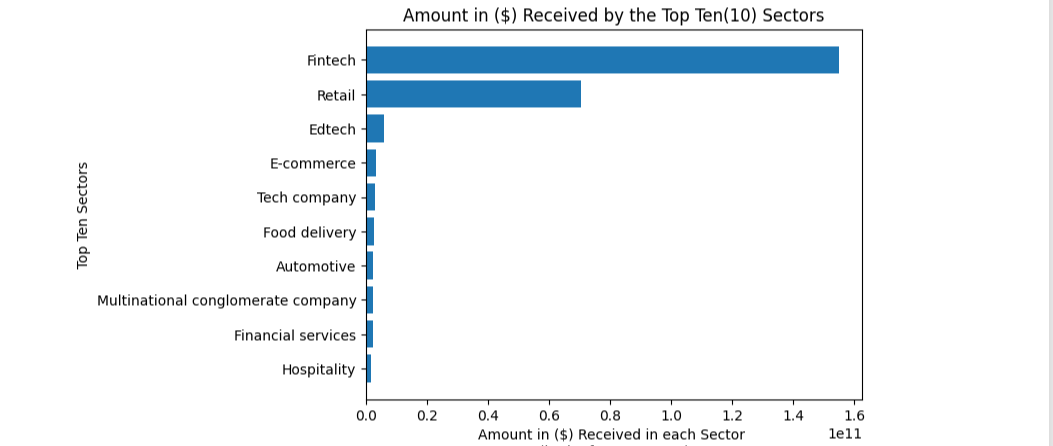 Amount in ($) Received by the Top Ten(10) Sectors
Top Ten Sectors
Fintech
Retail
Edtech
E-commerce
Tech company
Food delivery
Automotive
Multinational conglomerate company
Financial services
Hospitality
0.0 0.2 0.4 0.6 0.8 1.0 1.2 1.4 1.6
1e11
Amount in ($) Received in each Sector